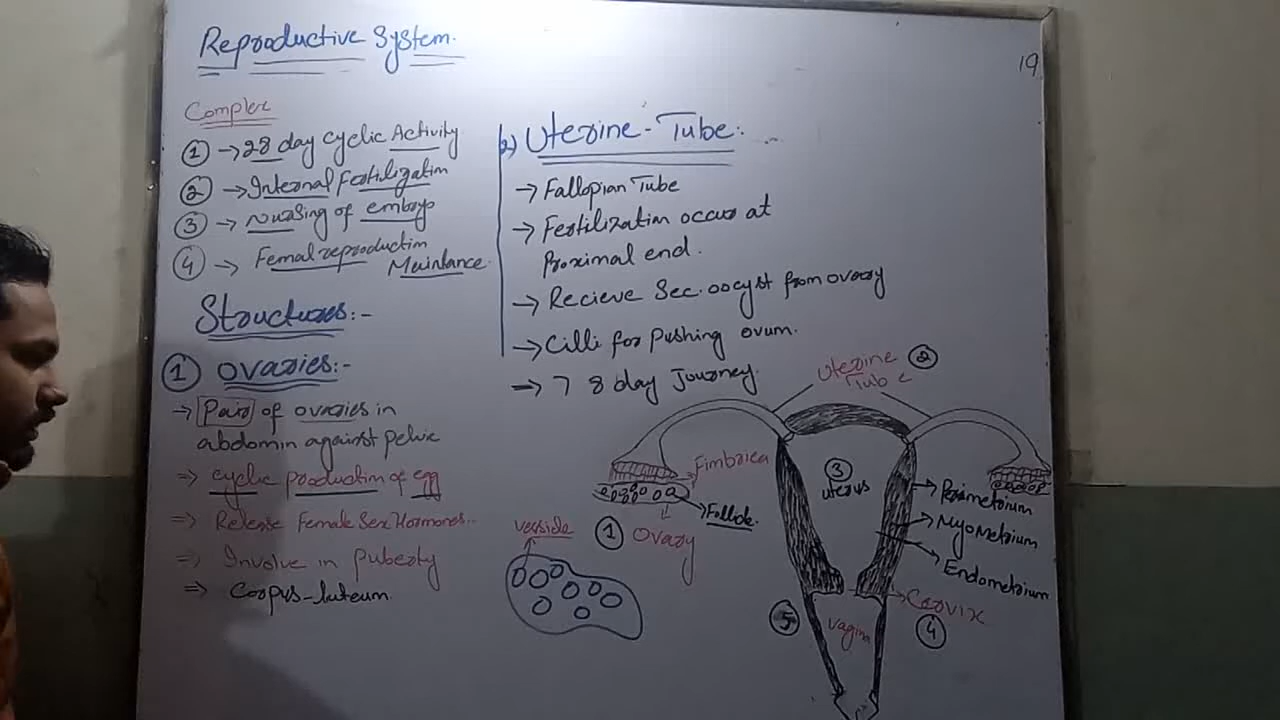 Reproductive System.
19
Complex
① → 28 day cyclic Activity
② → Internal Fertilization
③ → Nursing of embryo
④ → Femal reproduction
Maintance
Structures:-
① Ovaries:-
→ Pair of ovaries in
abdomin against pelvic
⇒ cyclic production of egg
⇒ Release Female Sex Hormones..
⇒ Involve in puberty
⇒ Corpus-luteum.
2) Uterine-Tube:
→ Fallopian Tube
→ Fertilization occurs at
Proximal end.
→ Recieve Sec. oocyst from ovary
→ Cilli for pushing ovum.
→ 7 8 day Journey.
Uterine ②
Tube
Fimbriea
③
uterus
→ Perimetrium
→ Myometrium
Endometrium
Follicle.
① Ovary
→ Cervix
④
⑤
vagina